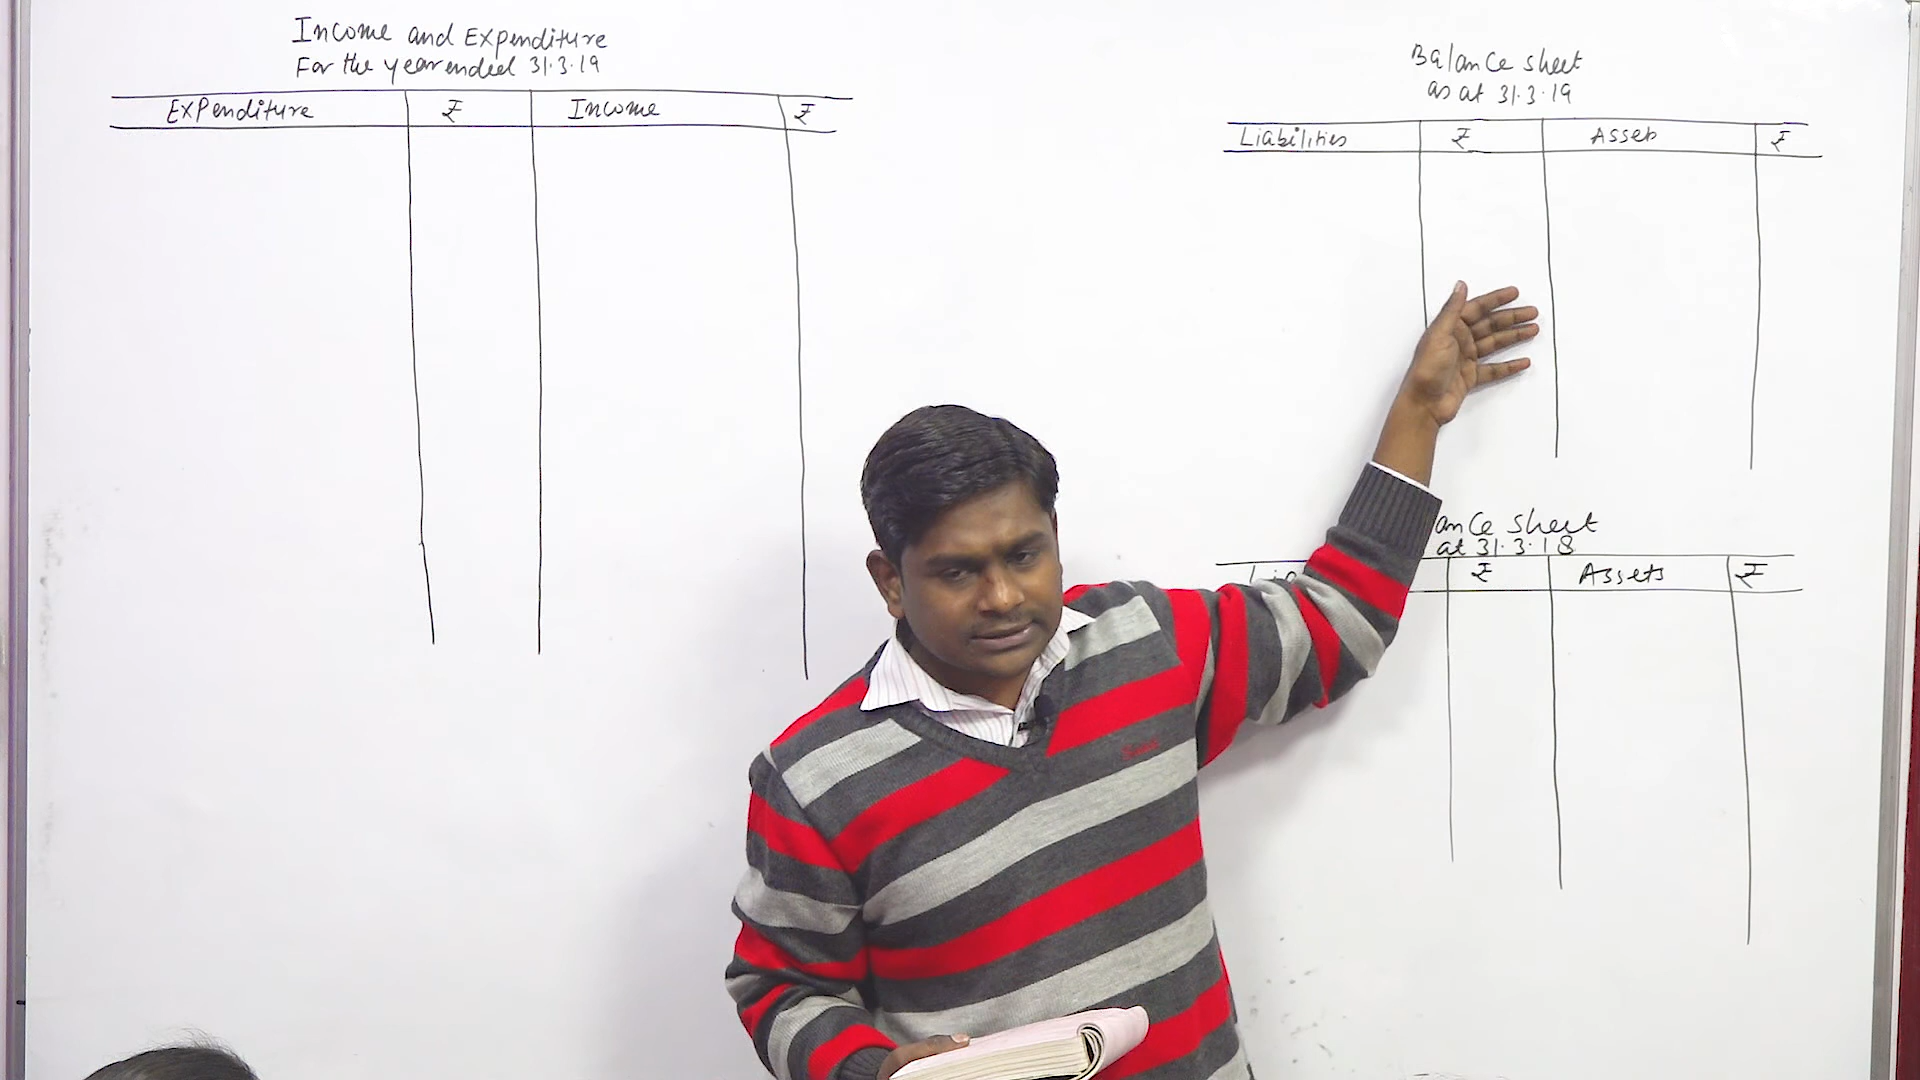 Income and Expenditure
For the year ended 31.3.19
Expenditure ₹ Income ₹
Balance sheet
as at 31.3.19
Liabilities ₹ Assets ₹
ance sheet
at 31.3.18
₹ Assets ₹